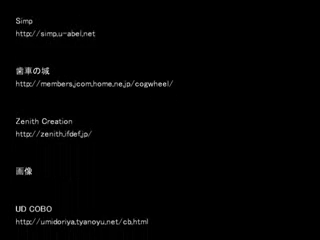 Simp
http://simp.u-abel.net
歯車の城
http://members.jcom.home.ne.jp/cogwheel/
Zenith Creation
http://zenith.ifdef.jp/
画像
UD COBO
http://umidoriya.tyanoyu.net/cb.html